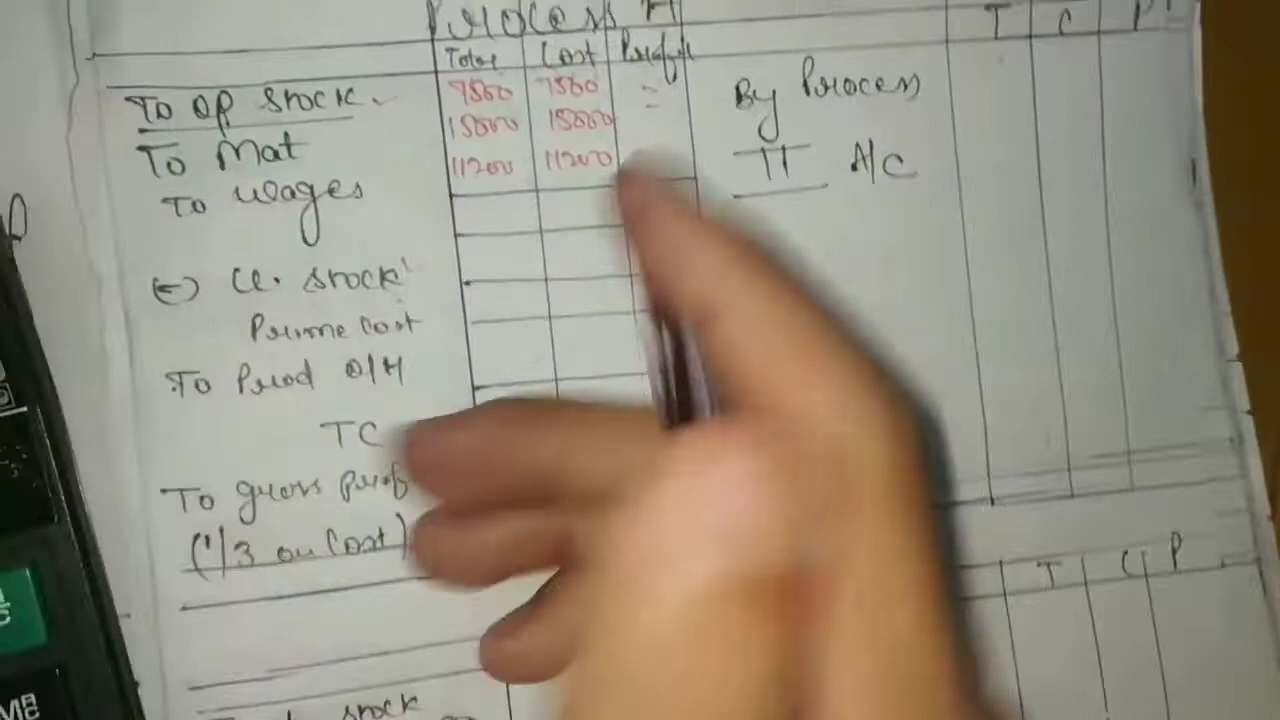 Process A
Total Cost Profit
T C P
To OP Stock 7500 7500 -
To Mat 15000 15000
To wages 11200 11200
By Process
II A/C
(-) Cl. Stock
Prime Cost
To Prod O/H
TC
To gross prof
(1/3 on Cost)
T C P
Stock